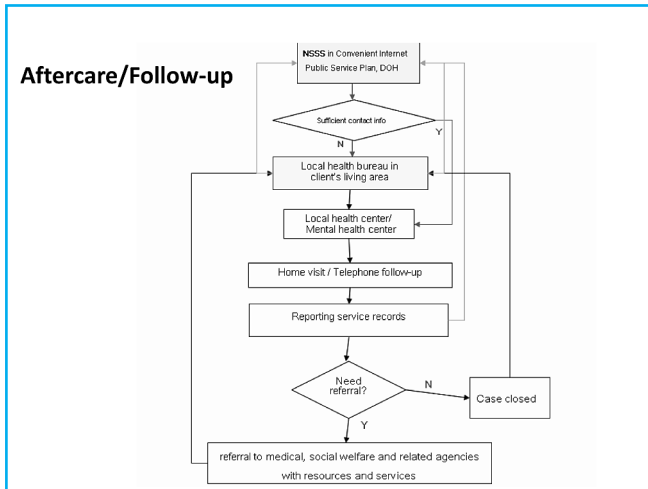 Aftercare/Follow-up
NSSS in Convenient Internet
Public Service Plan, DOH
Sufficient contact info
Y
N
Local health bureau in
client's living area
Local health center/
Mental health center
Home visit / Telephone follow-up
Reporting service records
Need
referral?
N
Case closed
Y
referral to medical, social welfare and related agencies
with resources and services